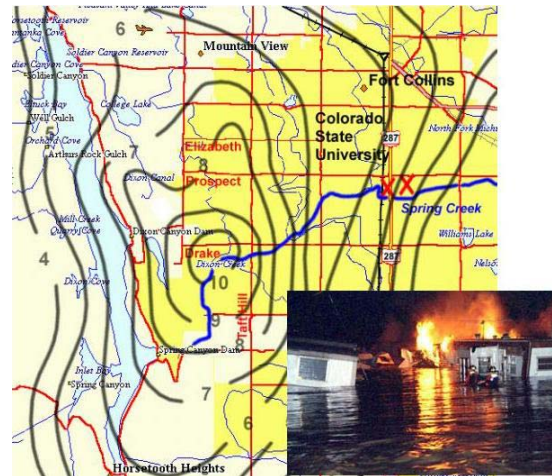 6
Soldier Canyon Reservoir
Mountain View
Soldier Canyon
Fort Collins
College Lake
Well Gulch
5
Orchard Cove
Arthurs Rock Gulch
7
Elizabeth
8
Colorado
State
University
287
Dixon Canal
Prospect
X X
Spring Creek
Mill Creek
Quarry Cove
Dixon Canyon Dam
Williams Lake
4
Drake
Dixon Creek
287
Dixon Cove
10
9
Taft Hill
8
Spring Canyon Dam
Inlet Bay
Spring Canyon
7
6
Horsetooth Heights